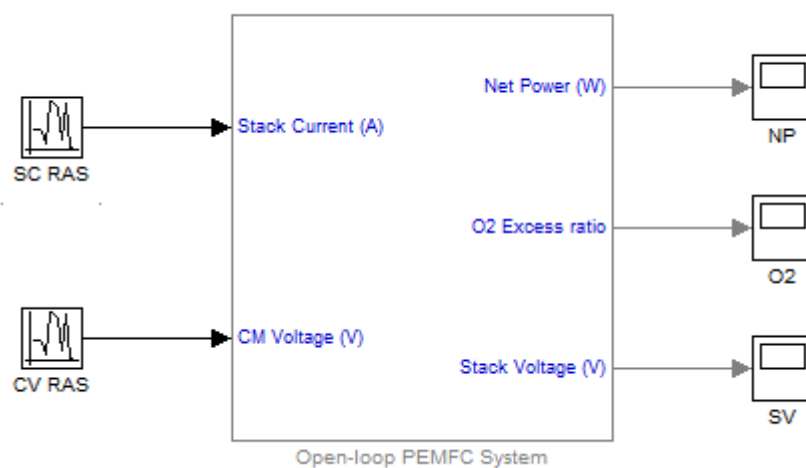 Net Power (W)
NP
Stack Current (A)
SC RAS
O2 Excess ratio
O2
CM Voltage (V)
CV RAS
Stack Voltage (V)
SV
Open-loop PEMFC System